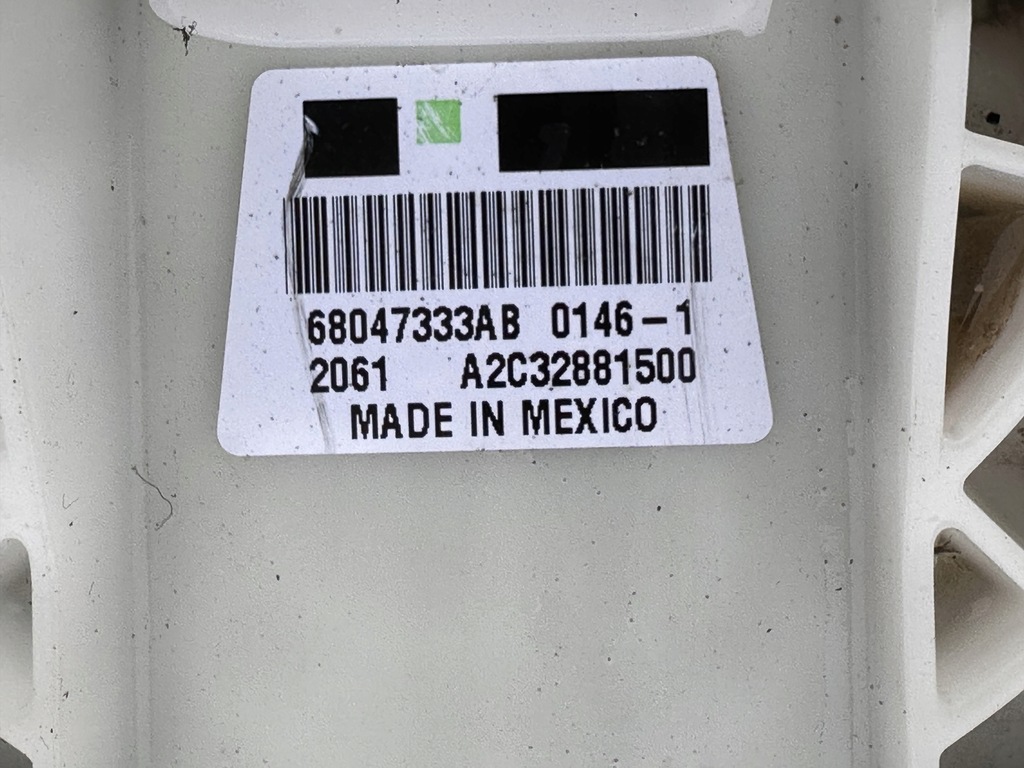 68047333AB 0146-1
2061 A2C32881500
MADE IN MEXICO